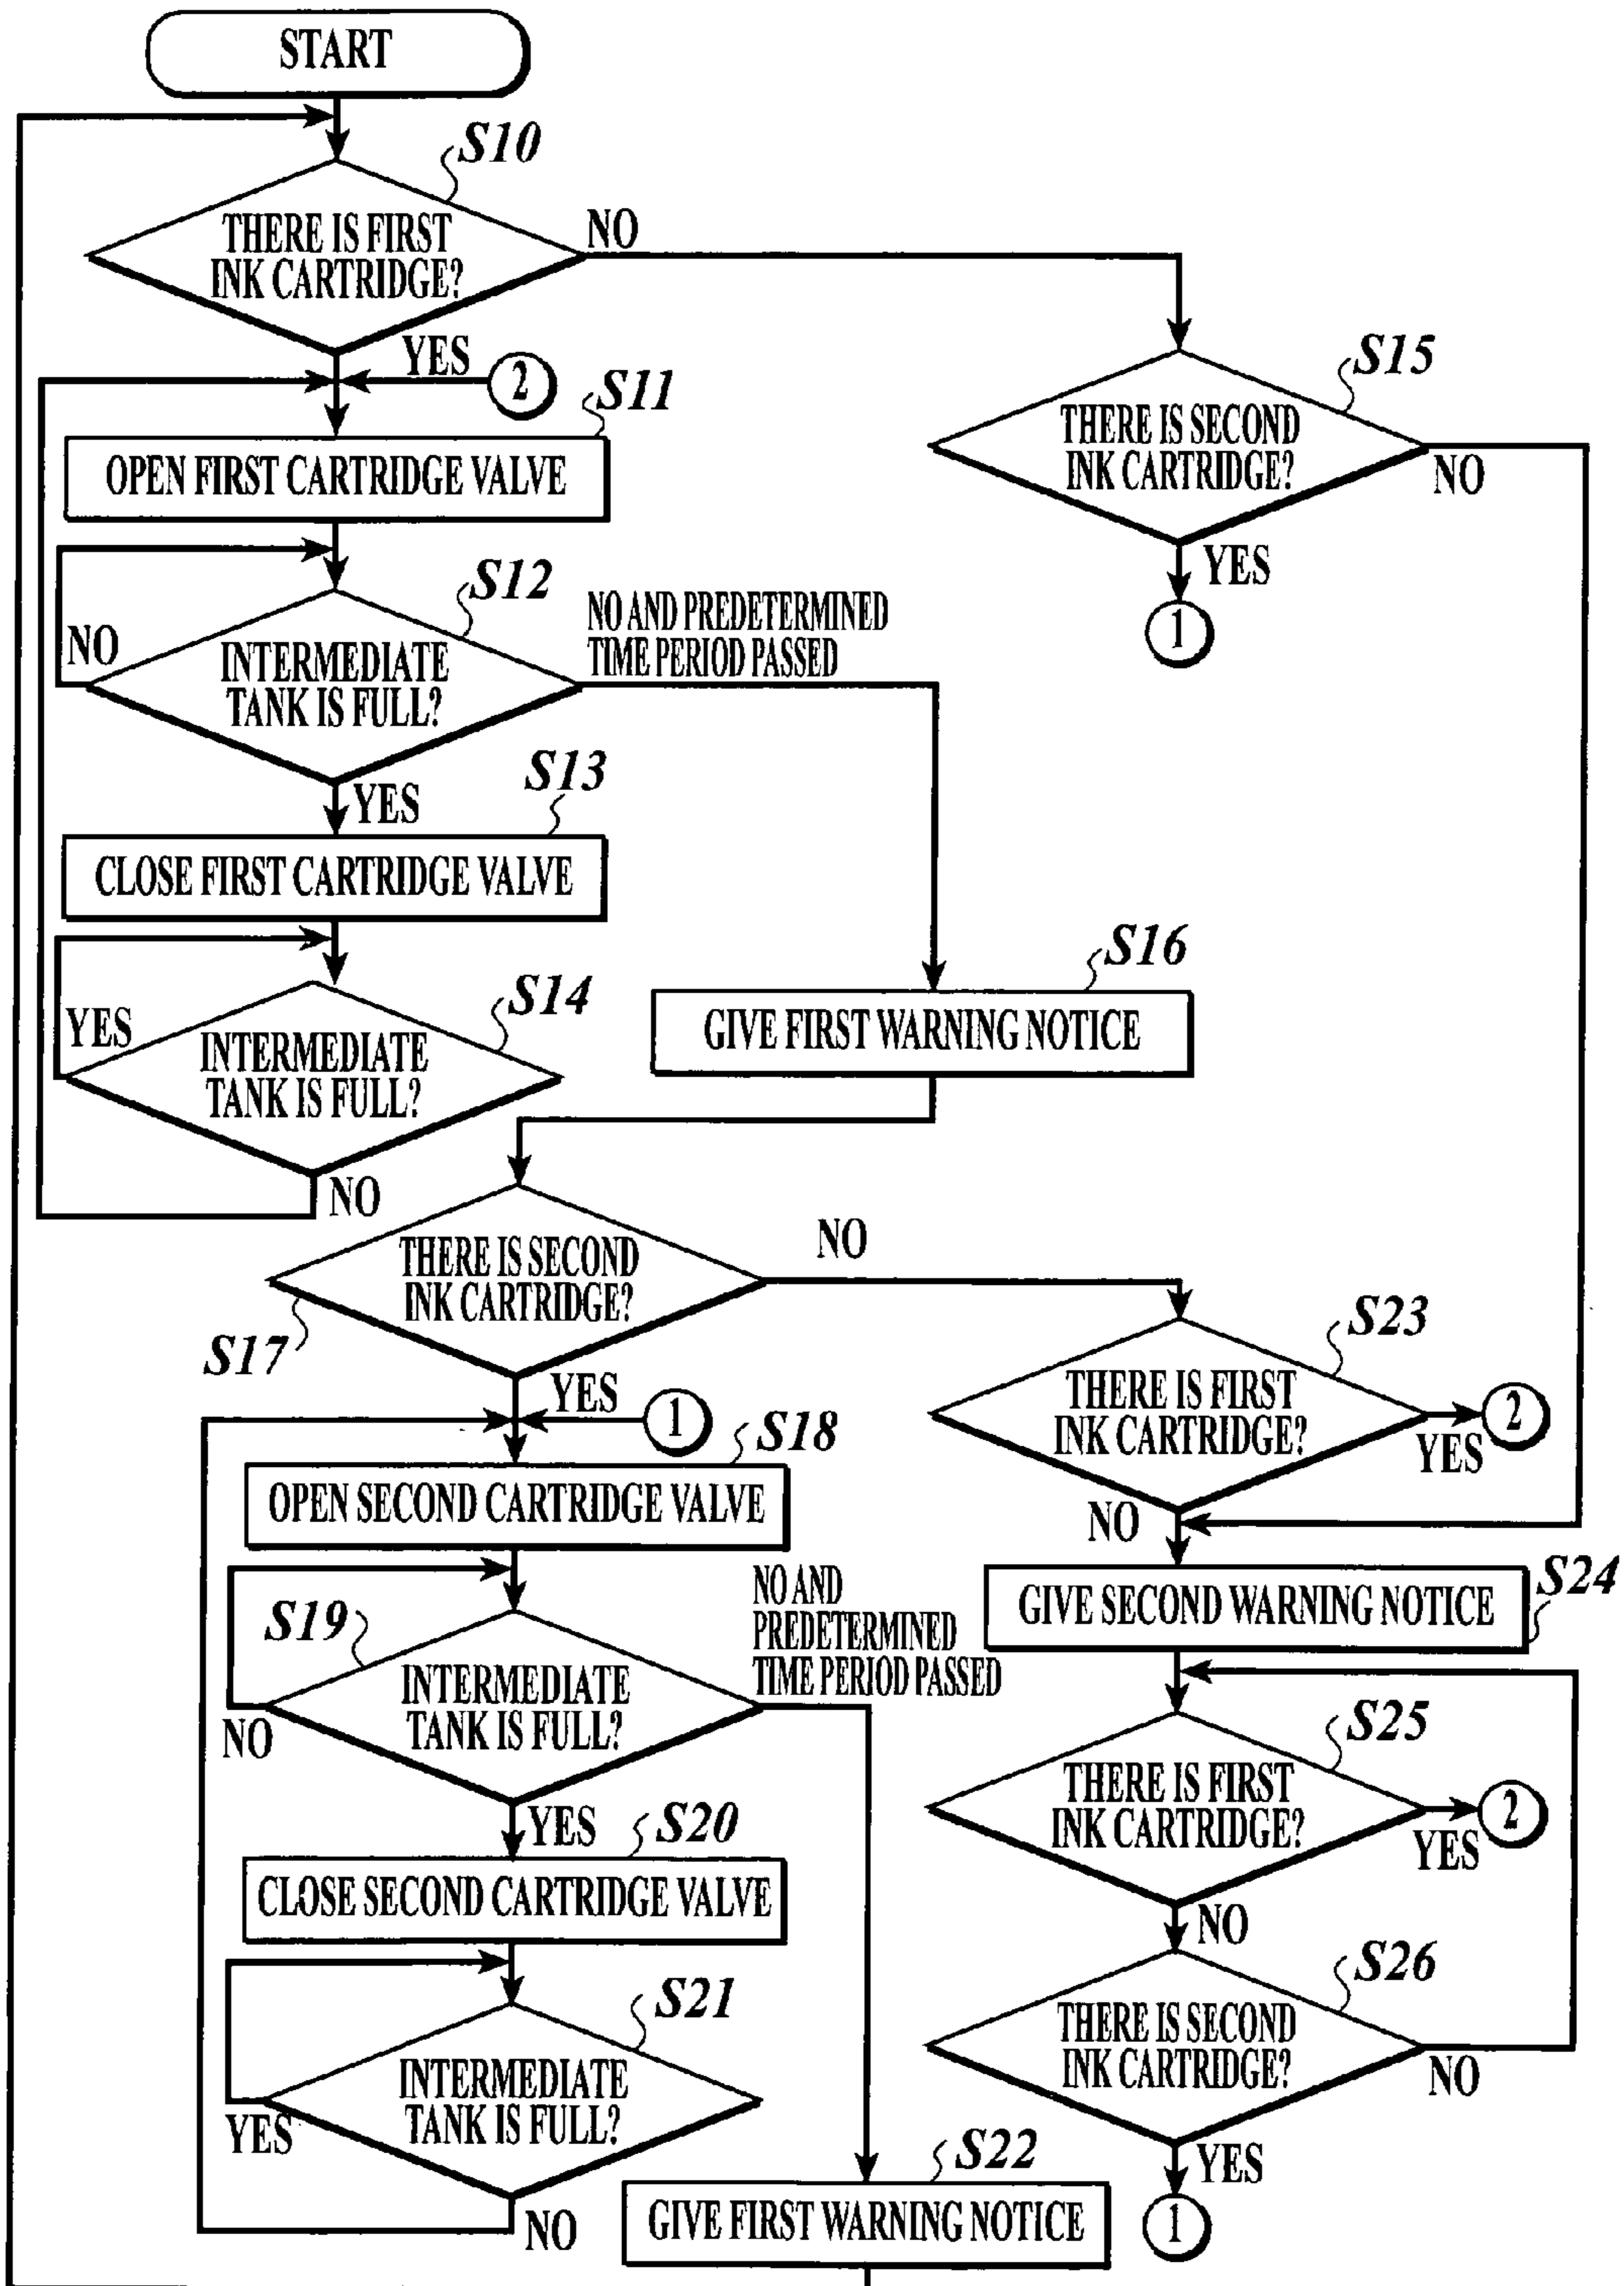 START
S10
THERE IS FIRST
INK CARTRIDGE?
NO
YES
2
S11
OPEN FIRST CARTRIDGE VALVE
S15
THERE IS SECOND
INK CARTRIDGE?
NO
YES
1
S12
INTERMEDIATE
TANK IS FULL?
NO
NO AND PREDETERMINED
TIME PERIOD PASSED
YES
S13
CLOSE FIRST CARTRIDGE VALVE
S14
YES
INTERMEDIATE
TANK IS FULL?
NO
S16
GIVE FIRST WARNING NOTICE
THERE IS SECOND
INK CARTRIDGE?
S17
NO
YES
1
S18
OPEN SECOND CARTRIDGE VALVE
S23
THERE IS FIRST
INK CARTRIDGE?
2
YES
NO
S24
GIVE SECOND WARNING NOTICE
S19
INTERMEDIATE
TANK IS FULL?
NO
NO AND
PREDETERMINED
TIME PERIOD PASSED
YES
S20
CLOSE SECOND CARTRIDGE VALVE
S25
THERE IS FIRST
INK CARTRIDGE?
2
YES
NO
S21
INTERMEDIATE
TANK IS FULL?
YES
NO
S26
THERE IS SECOND
INK CARTRIDGE?
NO
YES
1
S22
GIVE FIRST WARNING NOTICE